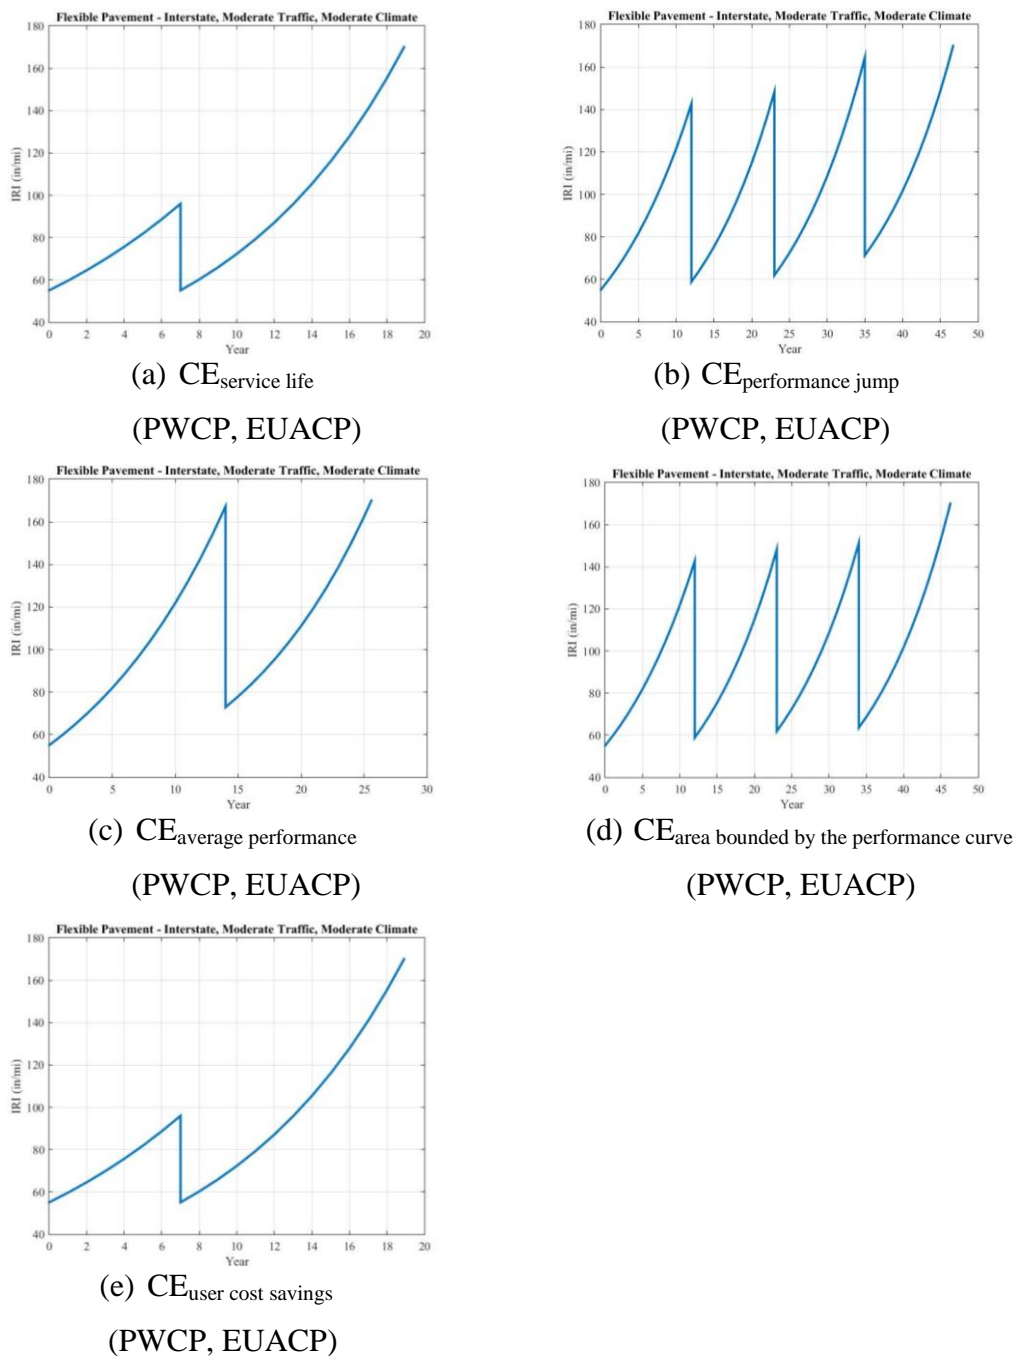 Flexible Pavement - Interstate, Moderate Traffic, Moderate Climate
180
160
140
120
100
80
60
40
IRI (in/mi)
0 2 4 6 8 10 12 14 16 18 20
Year
(a) CEservice life
(PWCP, EUACP)
Flexible Pavement - Interstate, Moderate Traffic, Moderate Climate
180
160
140
120
100
80
60
40
IRI (in/mi)
0 5 10 15 20 25 30 35 40 45 50
Year
(b) CEperformance jump
(PWCP, EUACP)
Flexible Pavement - Interstate, Moderate Traffic, Moderate Climate
180
160
140
120
100
80
60
40
IRI (in/mi)
0 5 10 15 20 25 30
Year
(c) CEaverage performance
(PWCP, EUACP)
Flexible Pavement - Interstate, Moderate Traffic, Moderate Climate
180
160
140
120
100
80
60
40
IRI (in/mi)
0 5 10 15 20 25 30 35 40 45 50
Year
(d) CEarea bounded by the performance curve
(PWCP, EUACP)
Flexible Pavement - Interstate, Moderate Traffic, Moderate Climate
180
160
140
120
100
80
60
40
IRI (in/mi)
0 2 4 6 8 10 12 14 16 18 20
Year
(e) CEuser cost savings
(PWCP, EUACP)